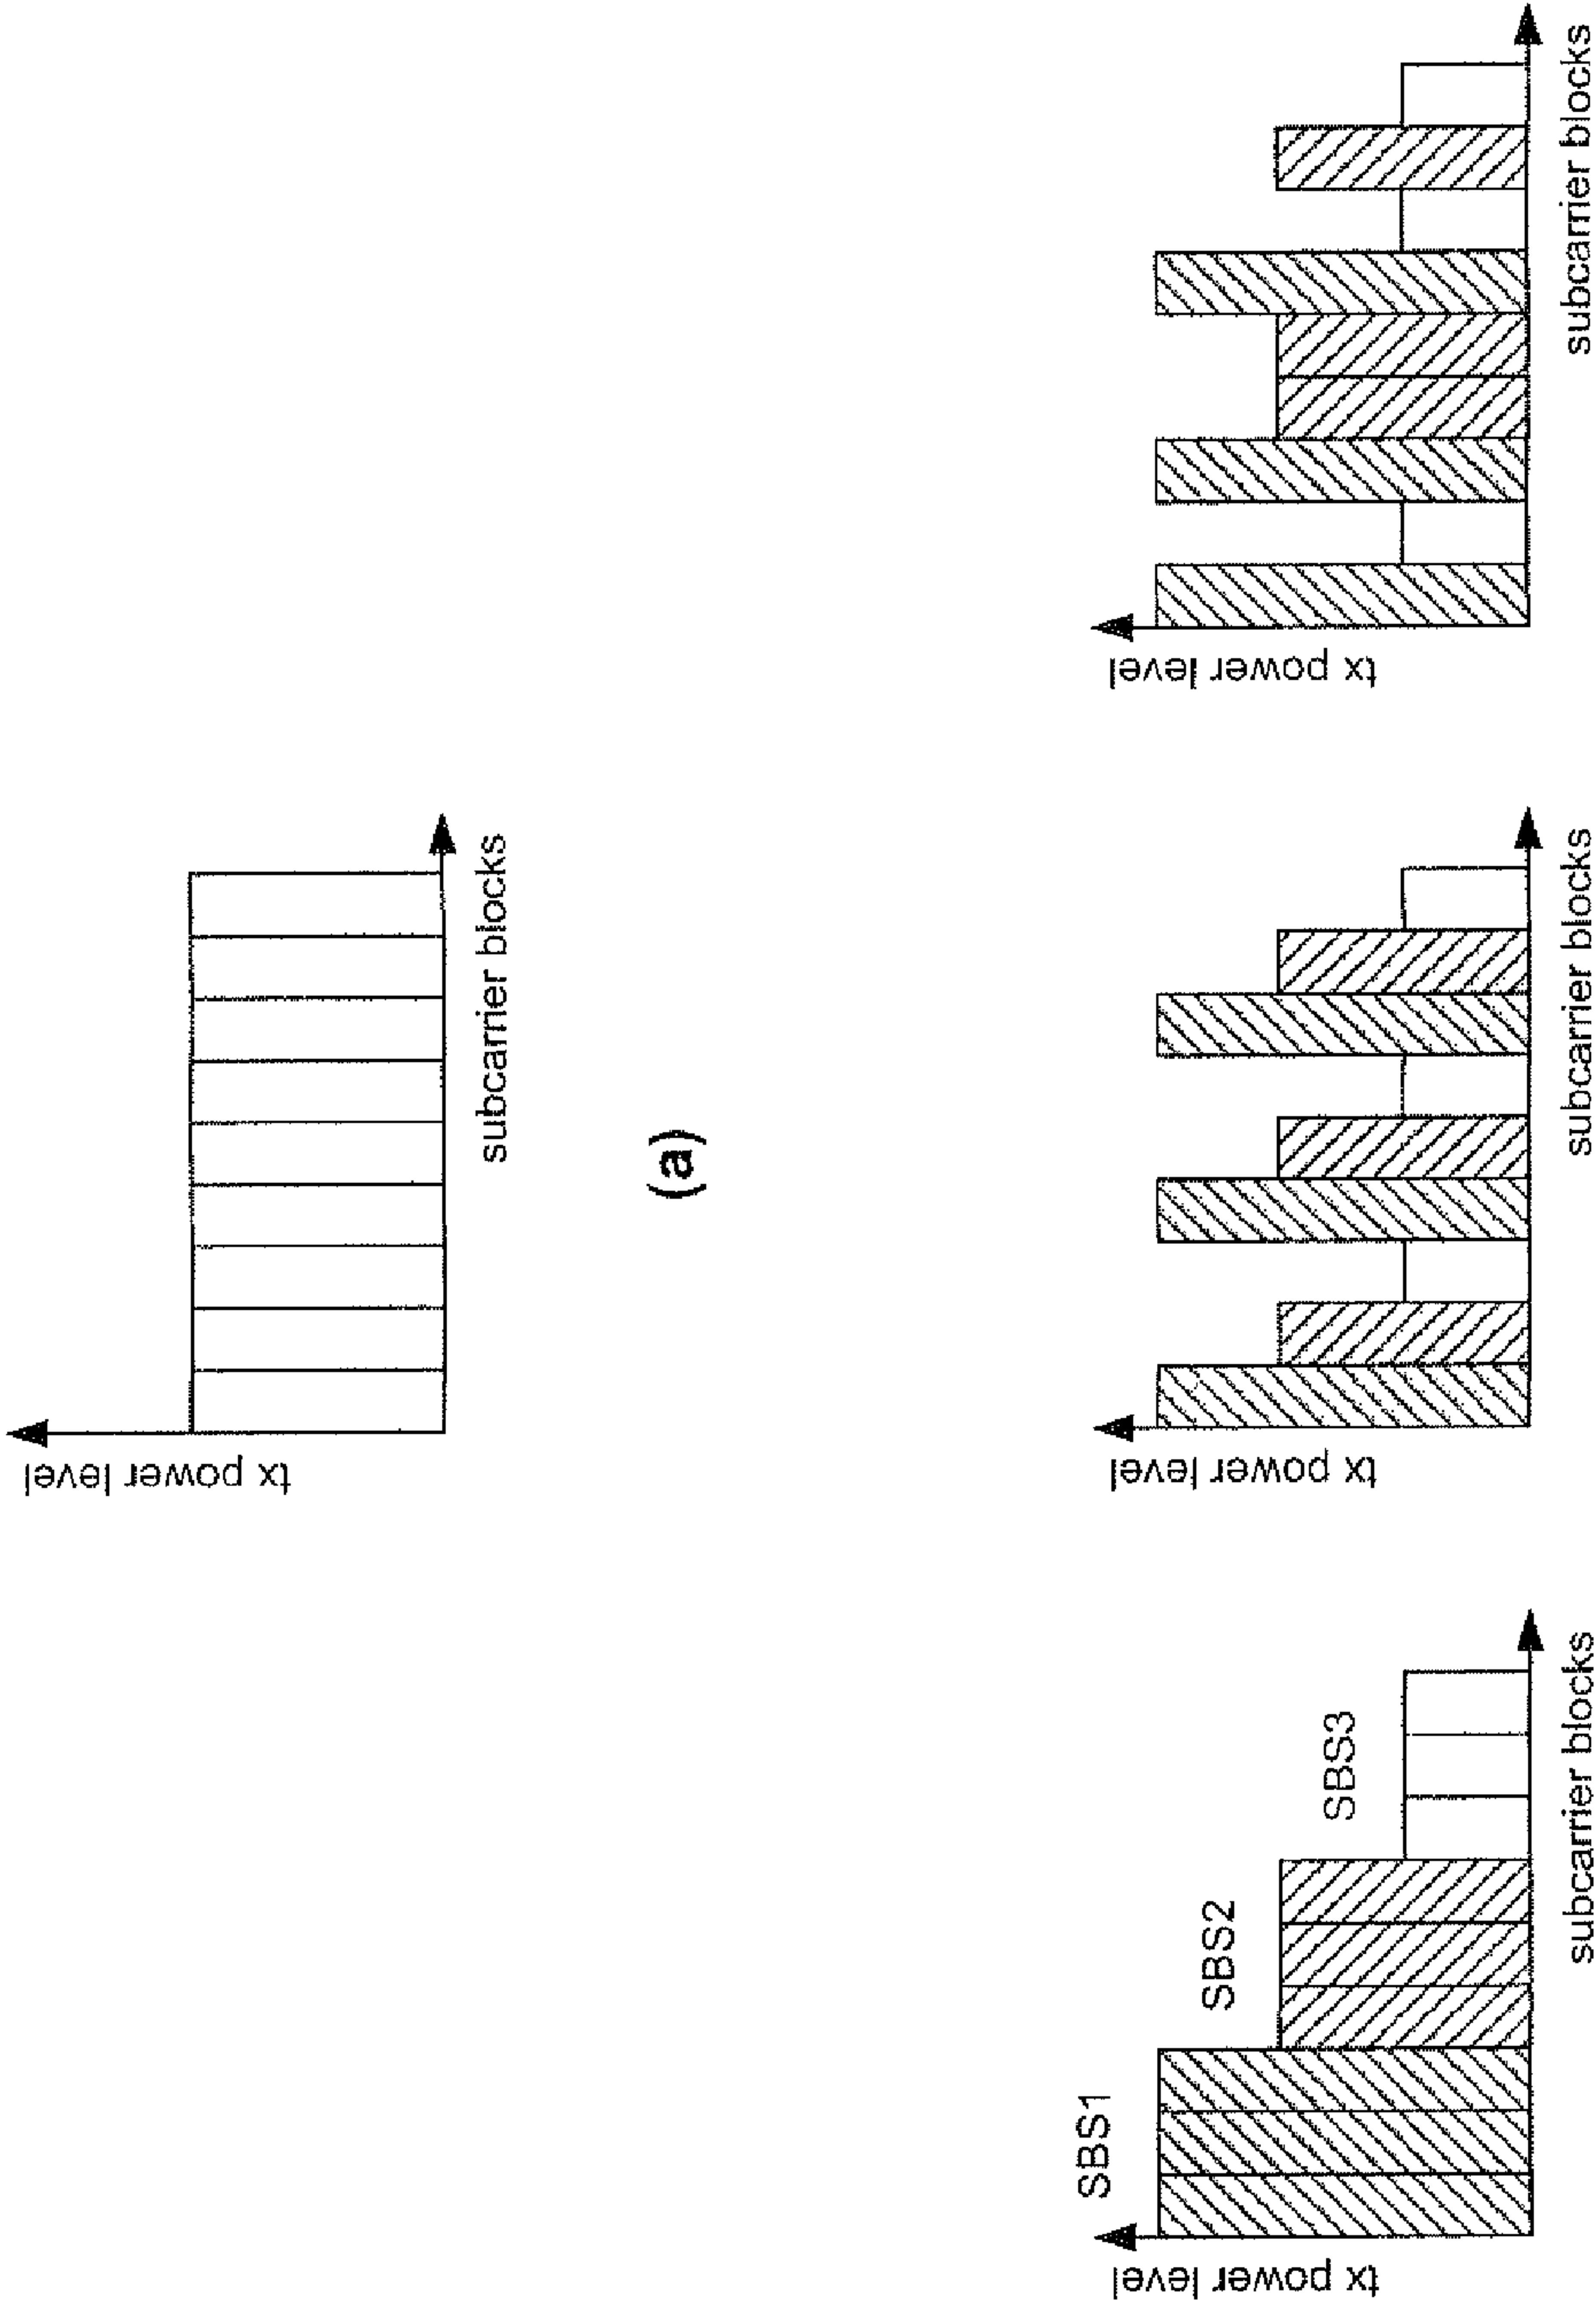 tx power level
subcarrier blocks
(a)
tx power level
SBS1
SBS2
SBS3
subcarrier blocks
tx power level
subcarrier blocks
tx power level
subcarrier blocks